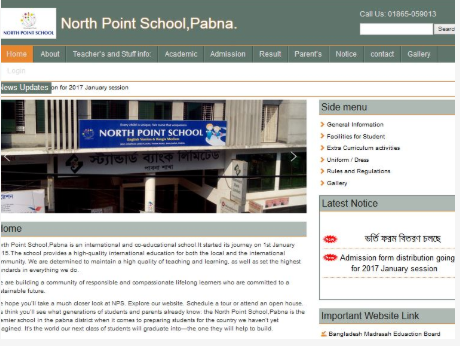 NORTH POINT SCHOOL
North Point School,Pabna.
Call Us: 01865-059013
Search
Home About Teacher's and Stuff info: Academic Admission Result Parent's Notice contact Gallery
Login
News Updates on for 2017 January session
NORTH POINT SCHOOL
স্ট্যান্ডার্ড ব্যাংক লিমিটেড
NORTH POINT SCHOOL
Side menu
General Information
Facilities for Student
Extra Curriculum activities
Uniform / Dress
Rules and Regulations
Gallery
Latest Notice
ভর্তি ফরম বিতরণ চলছে
Admission form distribution going
for 2017 January session
Important Website Link
Bangladesh Madrasah Education Board
Home
rth Point School,Pabna is an international and co-educational school It started its journey on 1st January
15.The school provides a high-quality international education for both the local and the international
mmunity. We are determined to maintain a high quality of teaching and learning, as well as set the highest
ndards in everything we do.
e are building a community of responsible and compassionate lifelong learners who are committed to a
stainable future.
e hope you'll take a much closer look at NPS. Explore our website. Schedule a tour or attend an open house.
s think you'll see what generations of students and parents already know: the North Point School,Pabna is the
emier school in the pabna district when it comes to preparing students for the country we haven't yet
agined. It's the world our next class of students will graduate into—the one they will help to build.